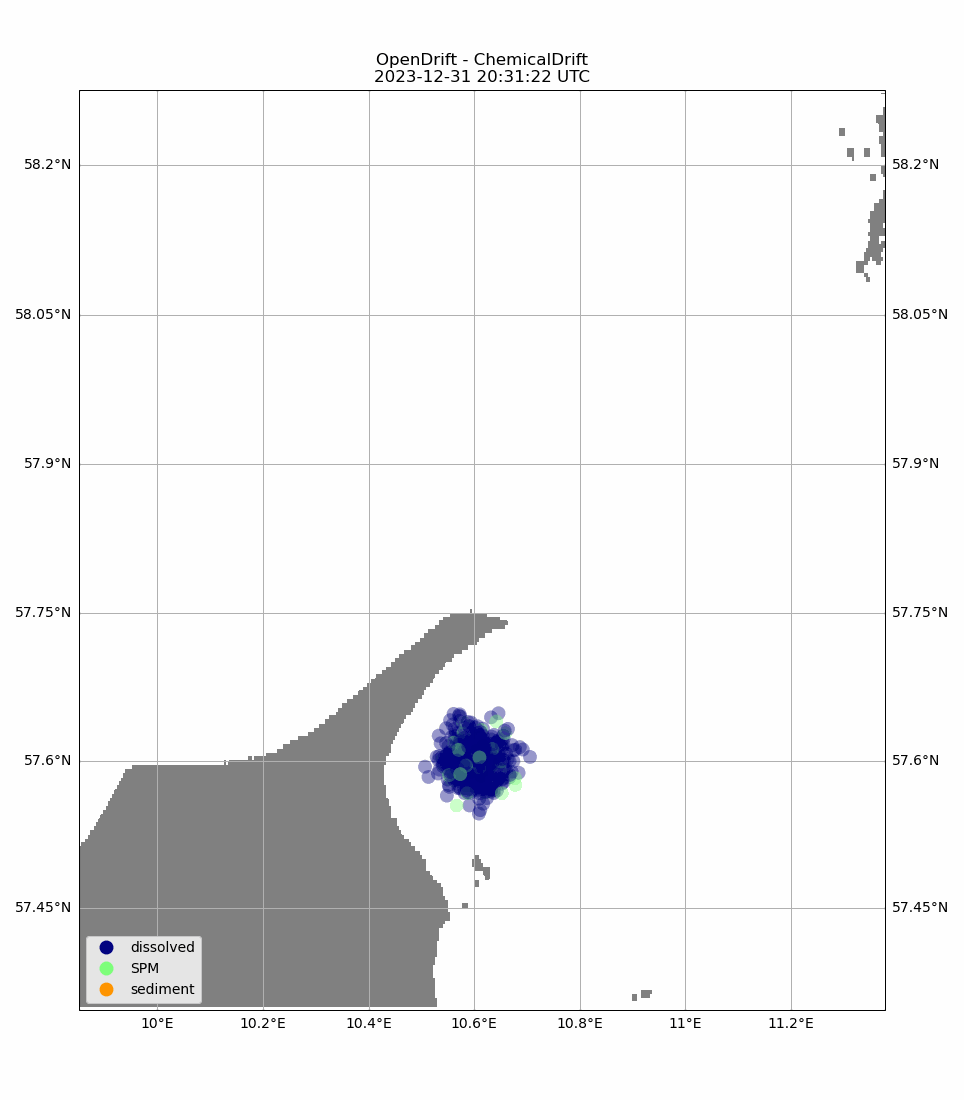 OpenDrift - ChemicalDrift
2023-12-31 20:31:22 UTC
58.2°N 58.2°N
58.05°N 58.05°N
57.9°N 57.9°N
57.75°N 57.75°N
57.6°N 57.6°N
57.45°N 57.45°N
dissolved
SPM
sediment
10°E 10.2°E 10.4°E 10.6°E 10.8°E 11°E 11.2°E